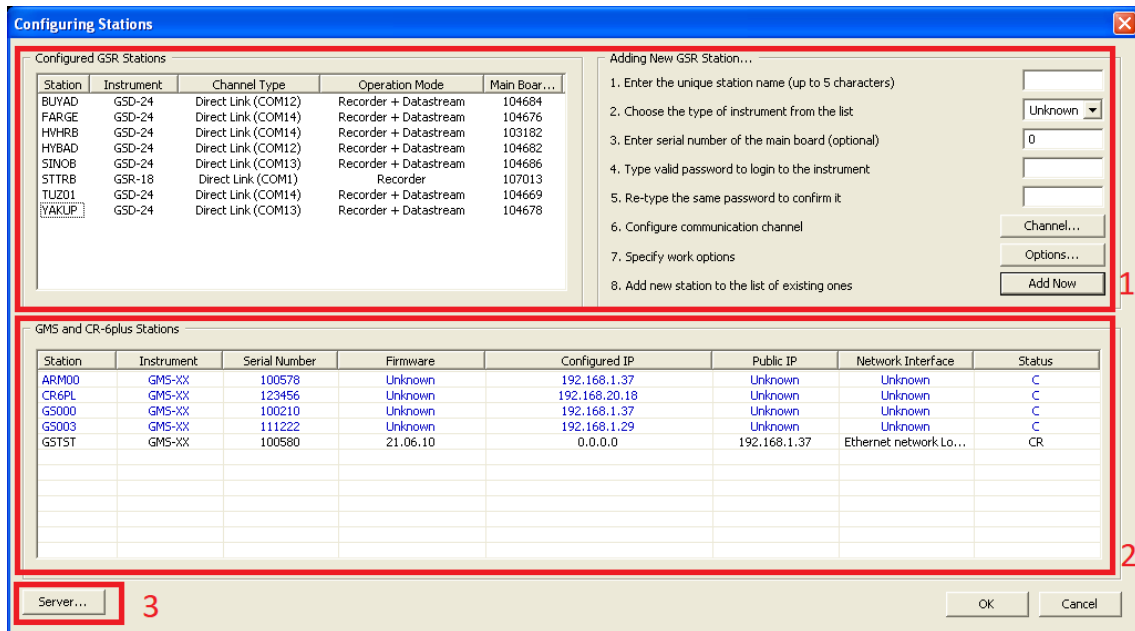 Configuring Stations
Configured GSR Stations
Station Instrument Channel Type Operation Mode Main Boar...
BUYAD GSD-24 Direct Link (COM12) Recorder + Datastream 104684
FARGE GSD-24 Direct Link (COM14) Recorder + Datastream 104676
HVHRB GSD-24 Direct Link (COM14) Recorder + Datastream 103182
HYBAD GSD-24 Direct Link (COM12) Recorder + Datastream 104682
SINOB GSD-24 Direct Link (COM13) Recorder + Datastream 104686
STTRB GSR-18 Direct Link (COM1) Recorder 107013
TUZ01 GSD-24 Direct Link (COM14) Recorder + Datastream 104669
YAKUP GSD-24 Direct Link (COM13) Recorder + Datastream 104678
Adding New GSR Station...
1. Enter the unique station name (up to 5 characters)
2. Choose the type of instrument from the list Unknown
3. Enter serial number of the main board (optional) 0
4. Type valid password to login to the instrument
5. Re-type the same password to confirm it
6. Configure communication channel Channel...
7. Specify work options Options...
8. Add new station to the list of existing ones Add Now
1
GMS and CR-6plus Stations
Station Instrument Serial Number Firmware Configured IP Public IP Network Interface Status
ARM00 GMS-XX 100578 Unknown 192.168.1.37 Unknown Unknown C
CR6PL GMS-XX 123456 Unknown 192.168.20.18 Unknown Unknown C
GS000 GMS-XX 100210 Unknown 192.168.1.37 Unknown Unknown C
GS003 GMS-XX 111222 Unknown 192.168.1.29 Unknown Unknown C
GSTST GMS-XX 100580 21.06.10 0.0.0.0 192.168.1.37 Ethernet network Lo... CR
2
Server... 3 OK Cancel